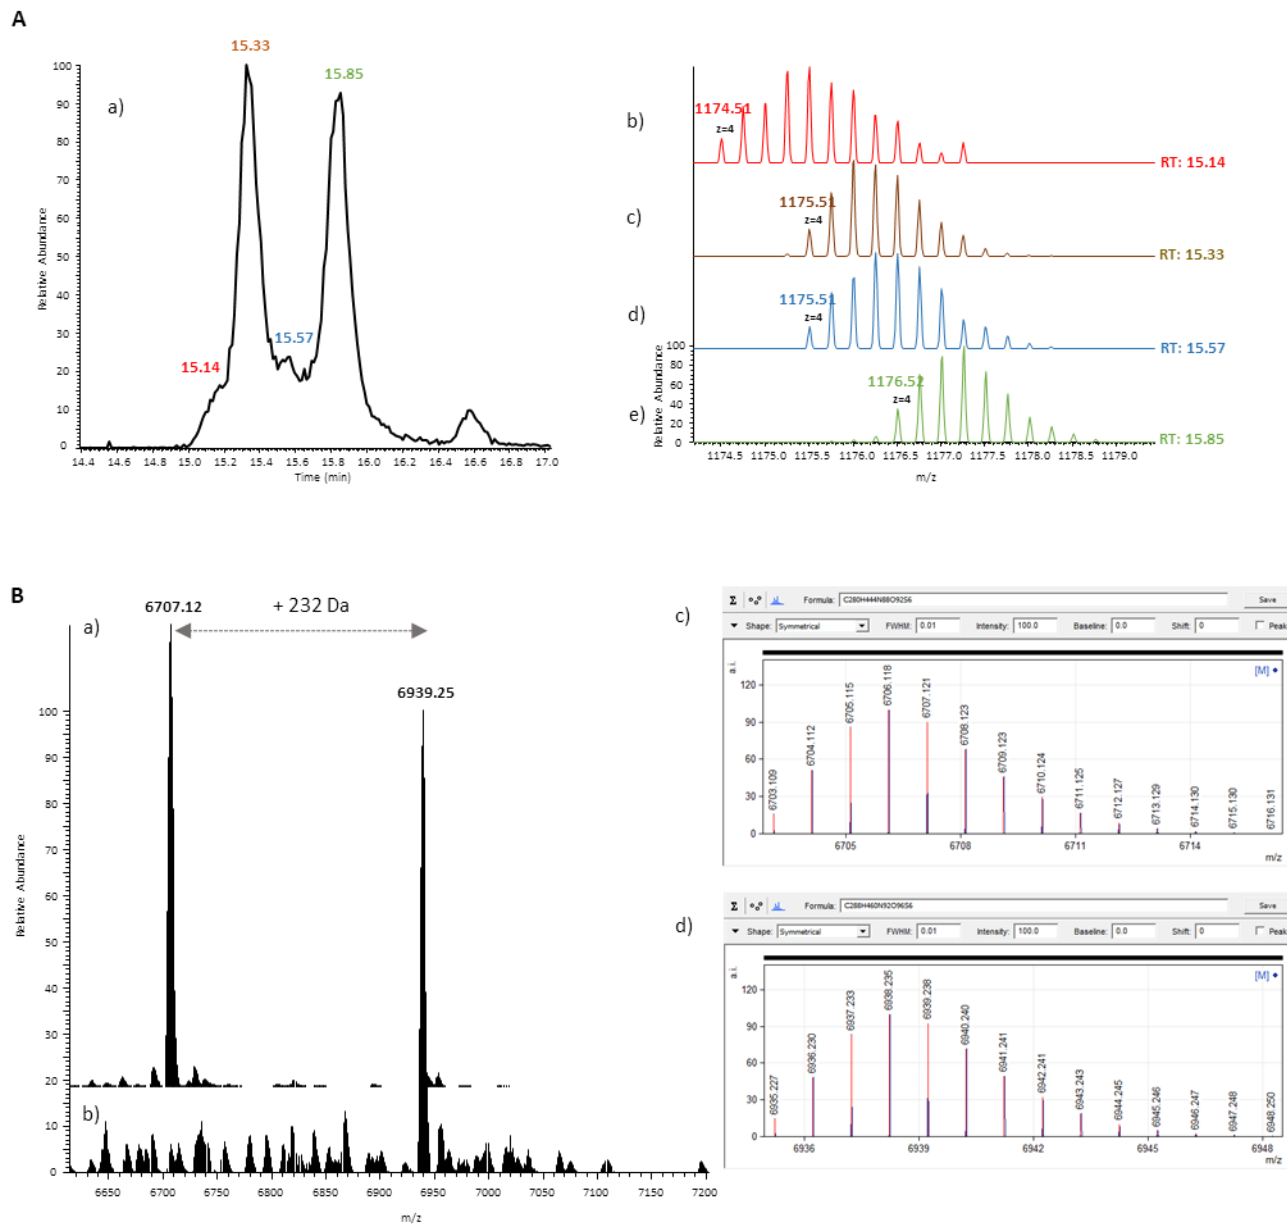 A
a)
15.33
15.85
15.57
15.14
Relative Abundance
100
90
80
70
60
50
40
30
20
10
0
14.4 14.6 14.8 15.0 15.2 15.4 15.6 15.8 16.0 16.2 16.4 16.6 16.8 17.0
Time (min)
b)
1174.51
z=4
RT: 15.14
c)
1175.51
z=4
RT: 15.33
d)
1175.51
z=4
RT: 15.57
e)
1176.52
z=4
RT: 15.85
Relative Abundance
100
80
60
40
20
0
1174.5 1175.0 1175.5 1176.0 1176.5 1177.0 1177.5 1178.0 1178.5 1179.0
m/z
B
a)
6707.12
+ 232 Da
6939.25
Relative Abundance
100
90
80
70
60
50
40
30
20
b)
10
0
6650 6700 6750 6800 6850 6900 6950 7000 7050 7100 7150 7200
m/z
c)
Σ Formula: C280H444N88O92S6 Save
Shape: Symmetrical FWHM: 0.01 Intensity: 100.0 Baseline: 0.0 Shift: 0 Peak
a.i.
[M]
120
90
60
30
0
6703.109
6704.112
6705.115
6706.118
6707.121
6708.123
6709.123
6710.124
6711.125
6712.127
6713.129
6714.130
6715.130
6716.131
6705 6708 6711 6714
m/z
d)
Σ Formula: C288H460N92O96S6 Save
Shape: Symmetrical FWHM: 0.01 Intensity: 100.0 Baseline: 0.0 Shift: 0 Peak
a.i.
[M]
120
90
60
30
0
6935.227
6936.230
6937.233
6938.235
6939.238
6940.240
6941.241
6942.241
6943.243
6944.245
6945.246
6946.247
6947.248
6948.250
6936 6939 6942 6945 6948
m/z